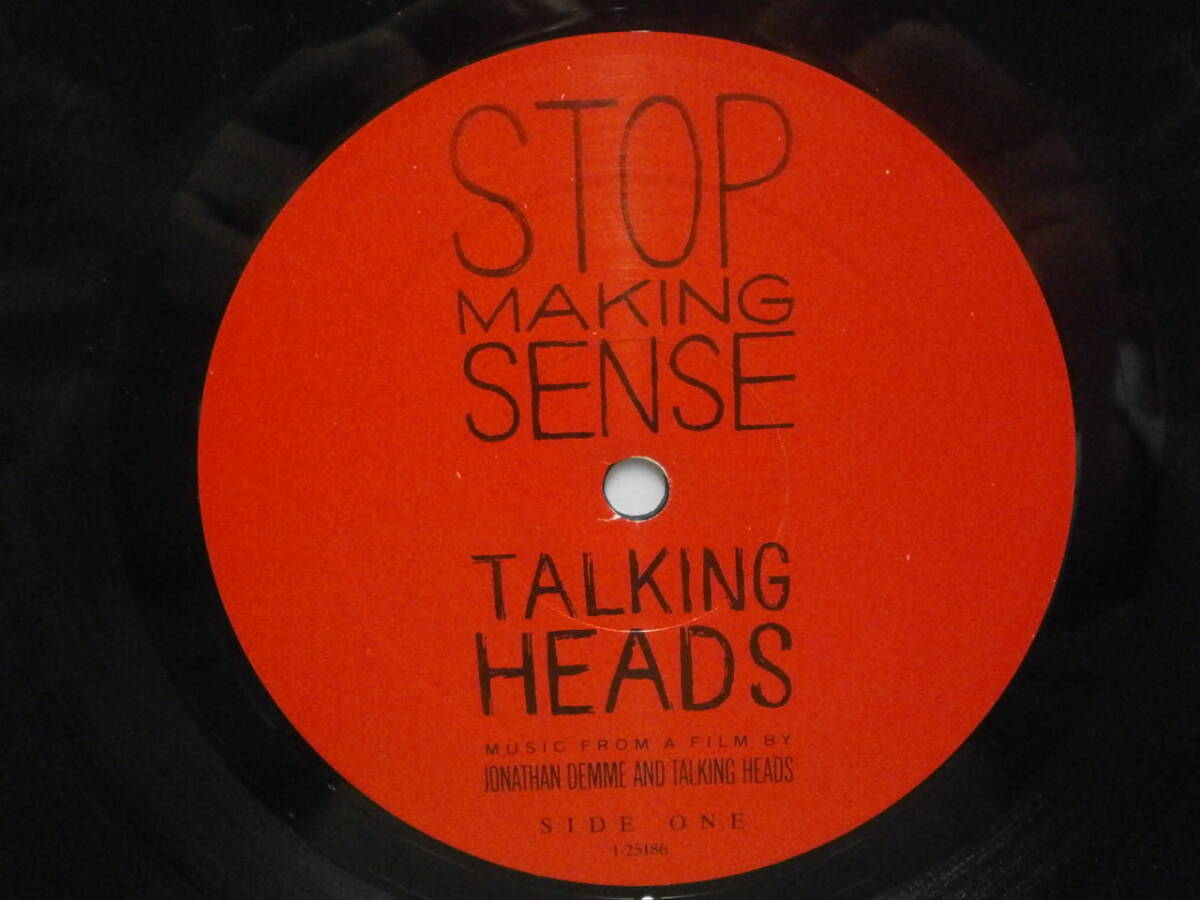 STOP
MAKING
SENSE
TALKING
HEADS
MUSIC FROM A FILM BY
JONATHAN DEMME AND TALKING HEADS
SIDE ONE
1-25186